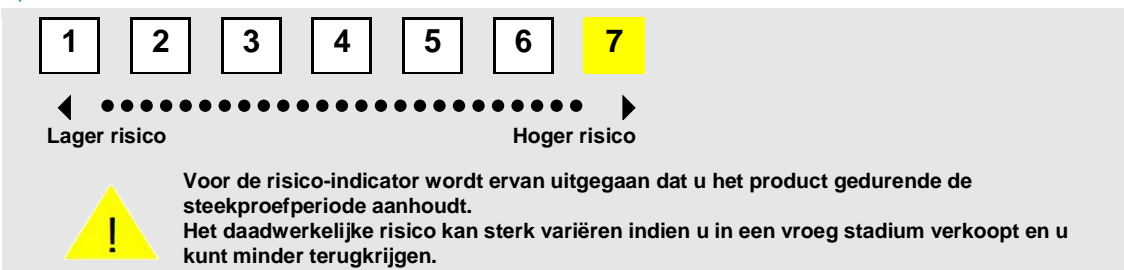 1 2 3 4 5 6 7
Lager risico Hoger risico
Voor de risico-indicator wordt ervan uitgegaan dat u het product gedurende de
steekproefperiode aanhoudt.
!
Het daadwerkelijke risico kan sterk variëren indien u in een vroeg stadium verkoopt en u
kunt minder terugkrijgen.